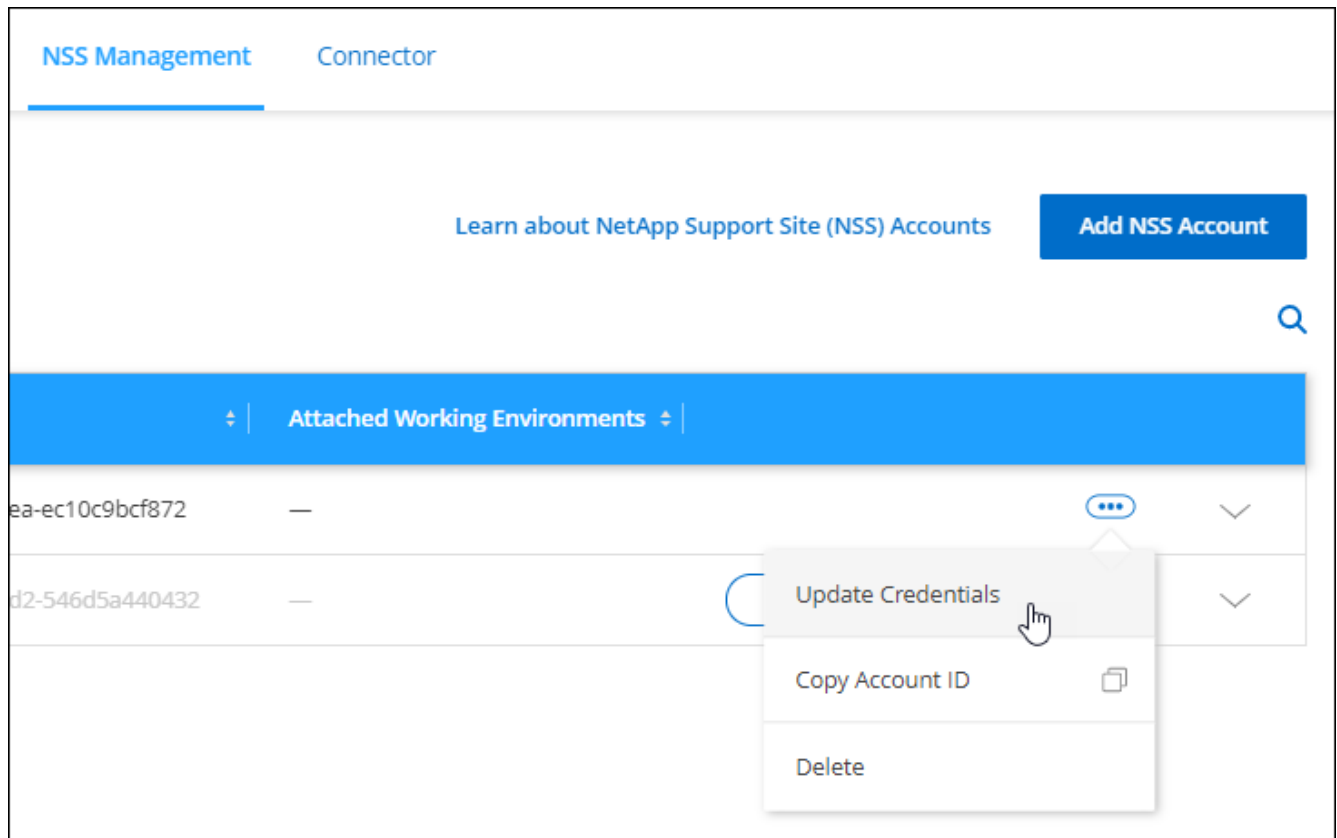 NSS Management Connector
Learn about NetApp Support Site (NSS) Accounts Add NSS Account
Attached Working Environments
ea-ec10c9bcf872 —
d2-546d5a440432 —
Update Credentials
Copy Account ID
Delete